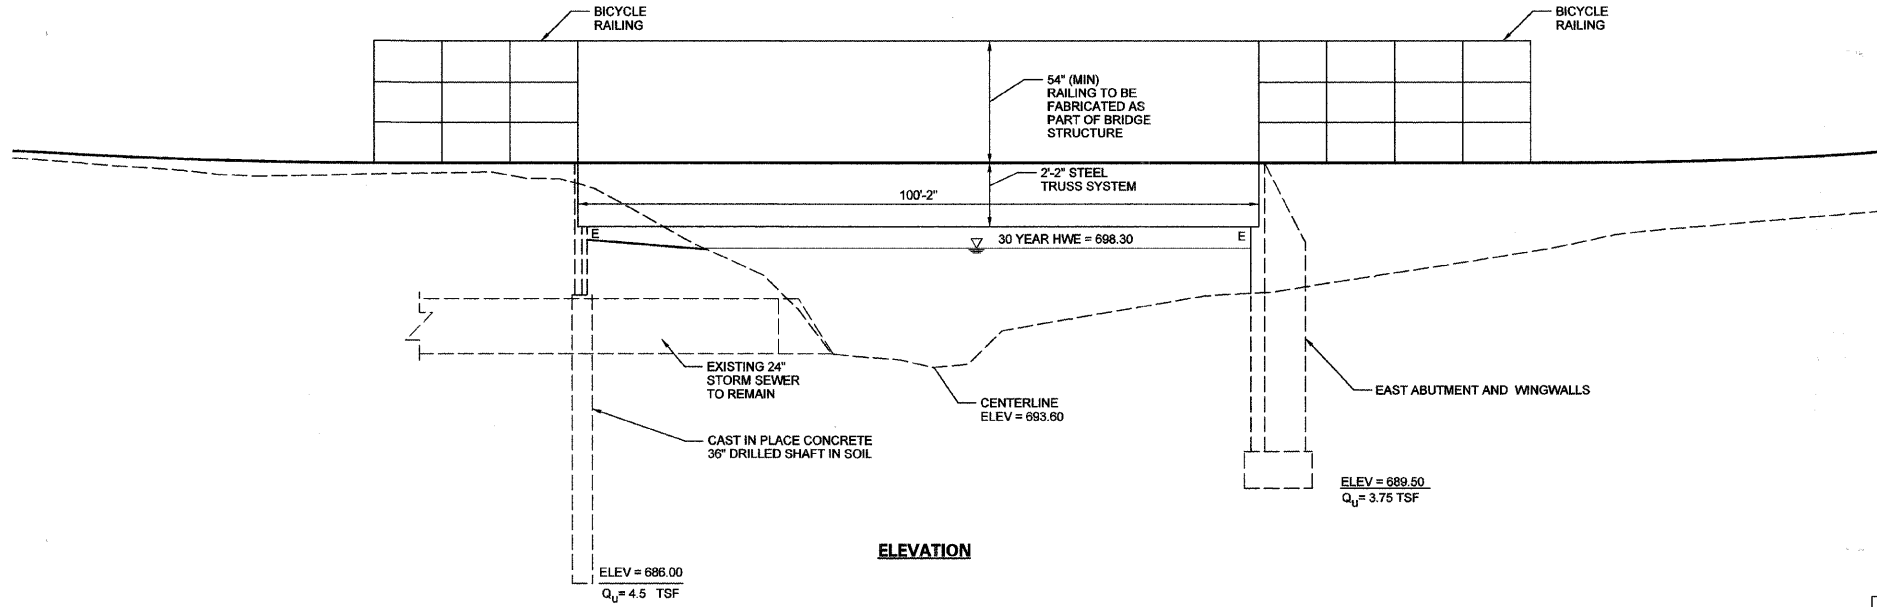 BICYCLE
RAILING
BICYCLE
RAILING
54" (MIN)
RAILING TO BE
FABRICATED AS
PART OF BRIDGE
STRUCTURE
2'-2" STEEL
TRUSS SYSTEM
100'-2"
E
30 YEAR HWE = 698.30
E
EXISTING 24"
STORM SEWER
TO REMAIN
CENTERLINE
ELEV = 693.60
EAST ABUTMENT AND WINGWALLS
CAST IN PLACE CONCRETE
36" DRILLED SHAFT IN SOIL
ELEV = 689.50
Qu= 3.75 TSF
ELEVATION
ELEV = 686.00
Qu= 4.5 TSF